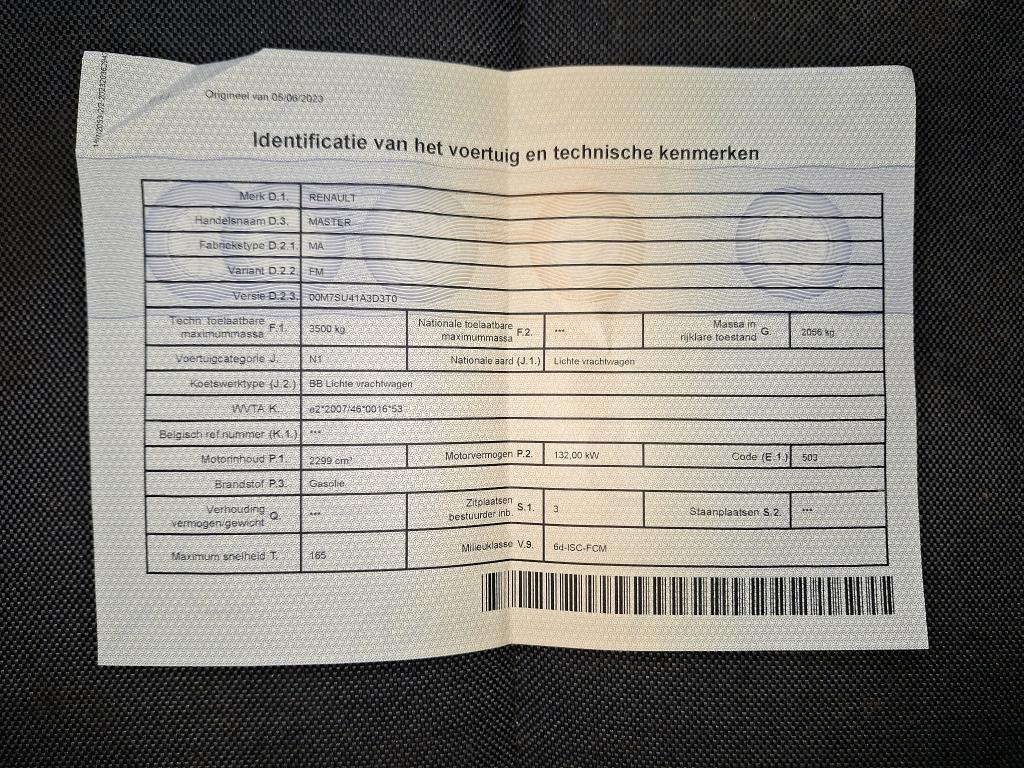 Origineel van 05/06/2023
Identificatie van het voertuig en technische kenmerken
Merk D.1. RENAULT
Handelsnaam D.3. MASTER
Fabriekstype D.2.1. MA
Variant D.2.2. FM
Versie D.2.3. 00M7SU41A3D3T0
Techn. toelaatbare maximummassa F.1. 3500 kg Nationale toelaatbare maximummassa F.2. *** Massa in rijklare toestand G. 2056 kg
Voertuigcategorie J. N1 Nationale aard (J.1.) Lichte vrachtwagen
Koetswerktype (J.2.) BB Lichte vrachtwagen
WVTA K. e2*2007/46*0016*53
Belgisch ref.nummer (K.1.) ***
Motorinhoud P.1. 2299 cm³ Motorvermogen P.2. 132,00 kW Code (E.1.) 503
Brandstof P.3. Gasolie
Verhouding vermogen/gewicht Q. *** Zitplaatsen bestuurder inb. S.1. 3 Staanplaatsen S.2. ***
Maximum snelheid T. 165 Milieuklasse V.9. 6d-ISC-FCM